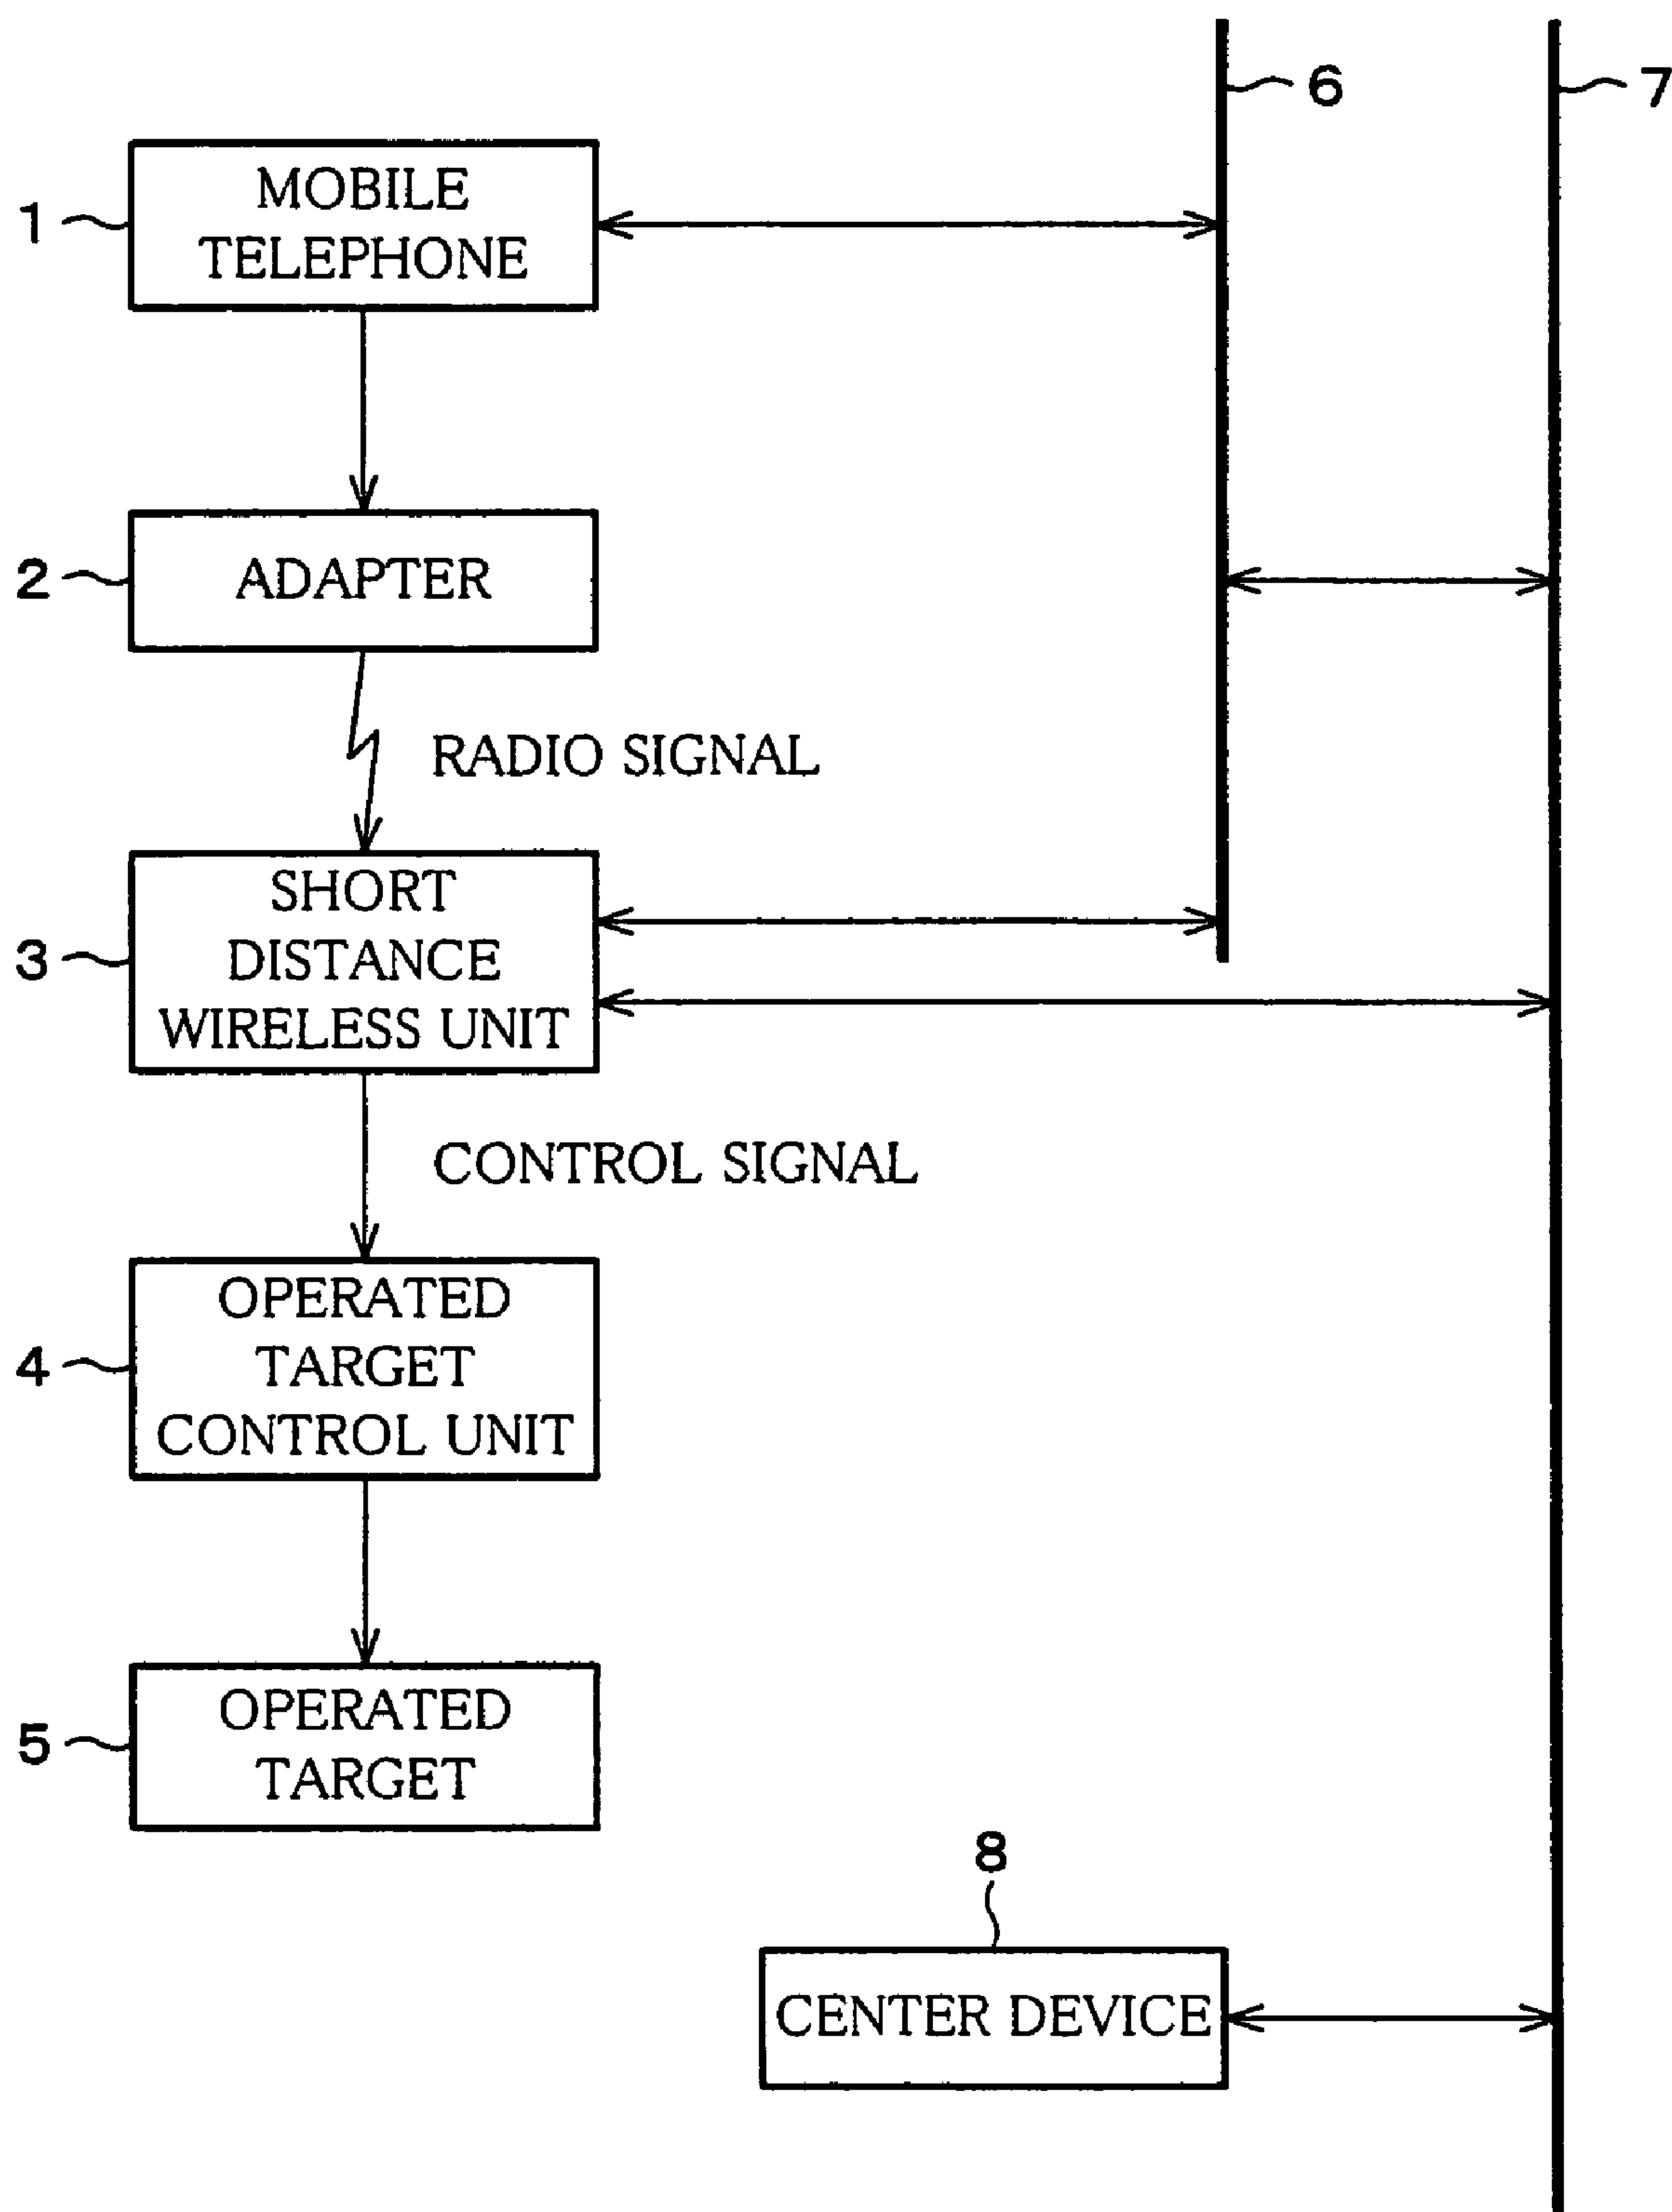 6
7
1
MOBILE
TELEPHONE
2
ADAPTER
RADIO SIGNAL
3
SHORT
DISTANCE
WIRELESS UNIT
CONTROL SIGNAL
4
OPERATED
TARGET
CONTROL UNIT
5
OPERATED
TARGET
8
CENTER DEVICE